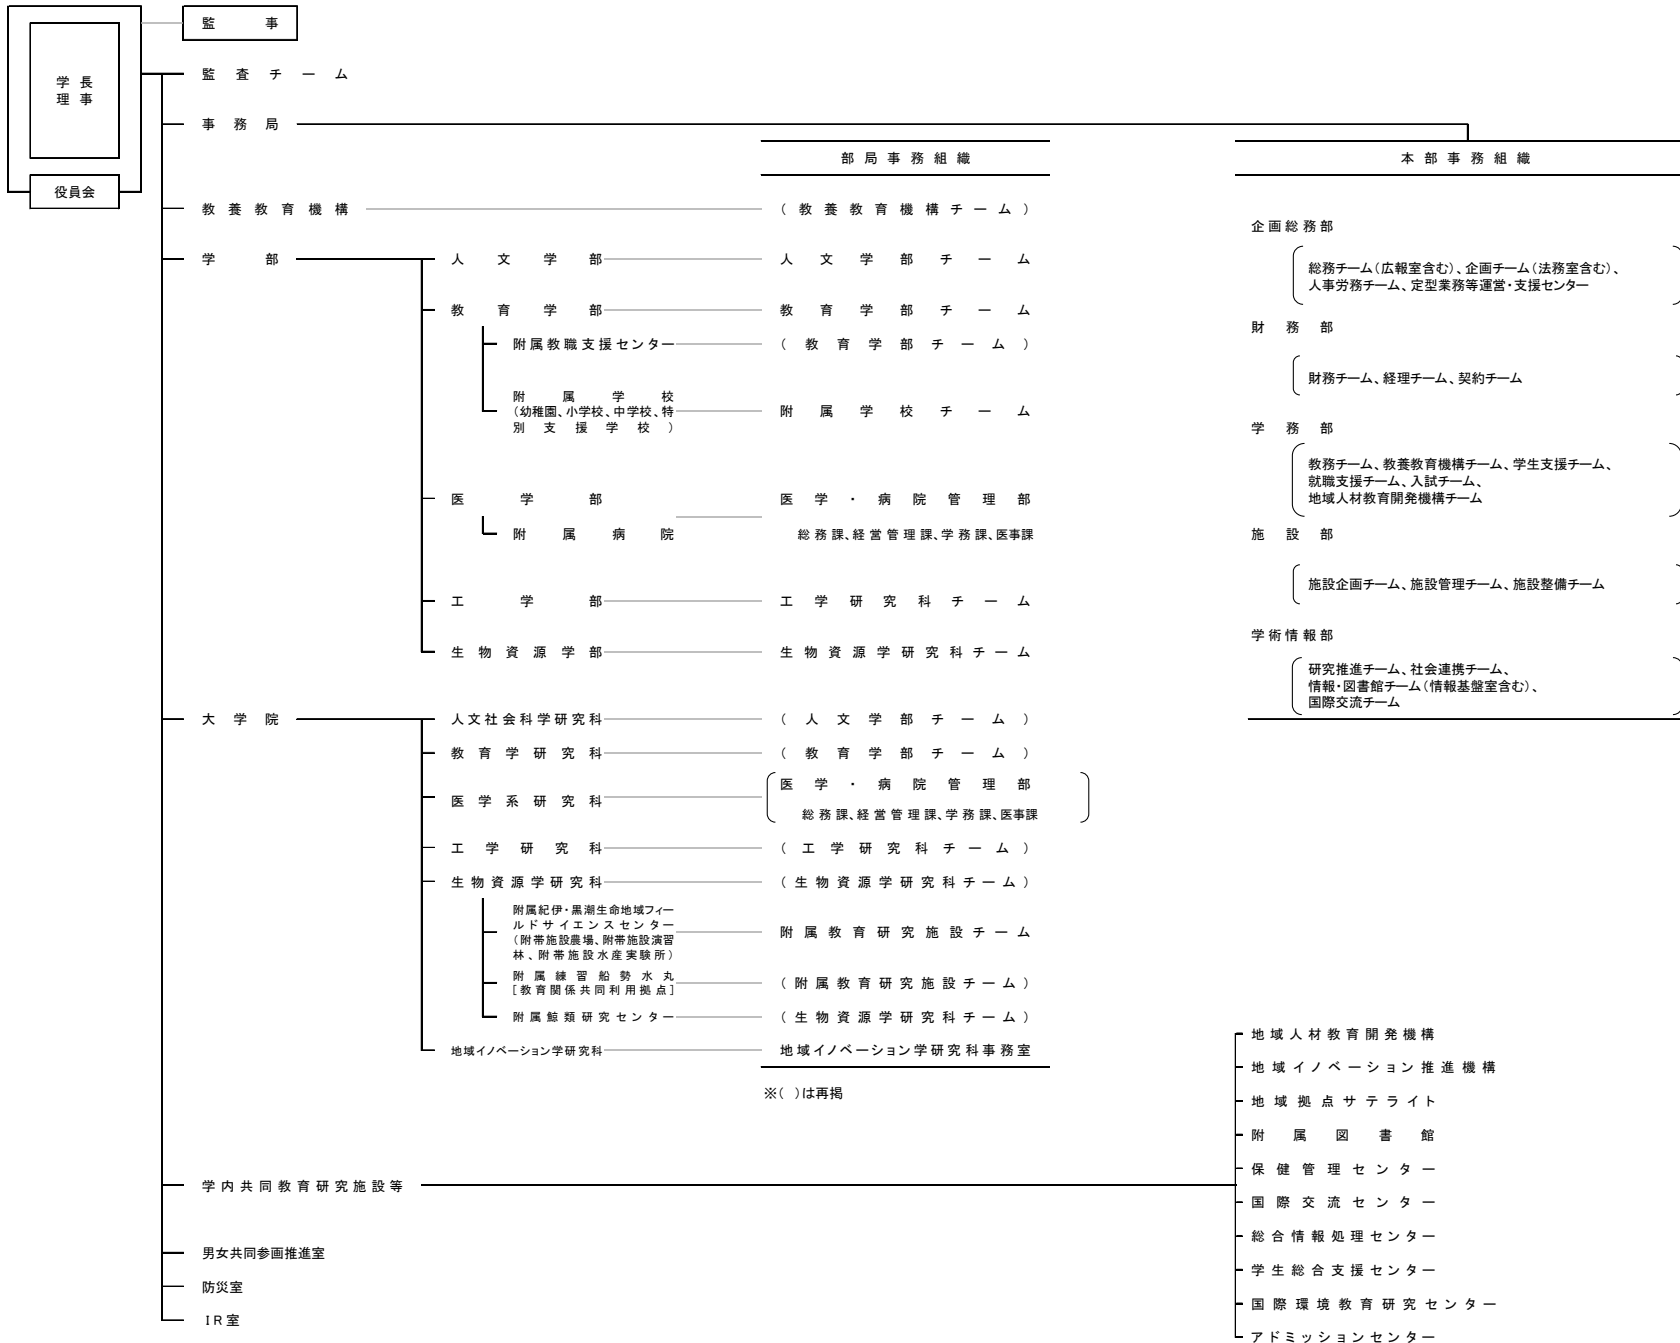 監事
学長
理事
役員会
監査チーム
事務局
部局事務組織
本部事務組織
教養教育機構
(教養教育機構チーム)
学部
人文学部
人文学部チーム
教育学部
教育学部チーム
附属教職支援センター
(教育学部チーム)
附属学校
(幼稚園、小学校、中学校、特
別支援学校)
附属学校チーム
医学部
医学・病院管理部
附属病院
総務課、経営管理課、学務課、医事課
工学部
工学研究科チーム
生物資源学部
生物資源学研究科チーム
企画総務部
総務チーム(広報室含む)、企画チーム(法務室含む)、
人事労務チーム、定型業務等運営・支援センター
財務部
財務チーム、経理チーム、契約チーム
学務部
教務チーム、教養教育機構チーム、学生支援チーム、
就職支援チーム、入試チーム、
地域人材教育開発機構チーム
施設部
施設企画チーム、施設管理チーム、施設整備チーム
学術情報部
研究推進チーム、社会連携チーム、
情報・図書館チーム(情報基盤室含む)、
国際交流チーム
大学院
人文社会科学研究科
(人文学部チーム)
教育学研究科
(教育学部チーム)
医学系研究科
医学・病院管理部
総務課、経営管理課、学務課、医事課
工学研究科
(工学研究科チーム)
生物資源学研究科
(生物資源学研究科チーム)
附属紀伊・黒潮生命地域フィー
ルドサイエンスセンター
(附帯施設農場、附帯施設演習
林、附帯施設水産実験所)
附属教育研究施設チーム
附属練習船勢水丸
[教育関係共同利用拠点]
(附属教育研究施設チーム)
附属鯨類研究センター
(生物資源学研究科チーム)
地域イノベーション学研究科
地域イノベーション学研究科事務室
※( )は再掲
学内共同教育研究施設等
地域人材教育開発機構
地域イノベーション推進機構
地域拠点サテライト
附属図書館
保健管理センター
国際交流センター
総合情報処理センター
学生総合支援センター
国際環境教育研究センター
アドミッションセンター
男女共同参画推進室
防災室
IR室